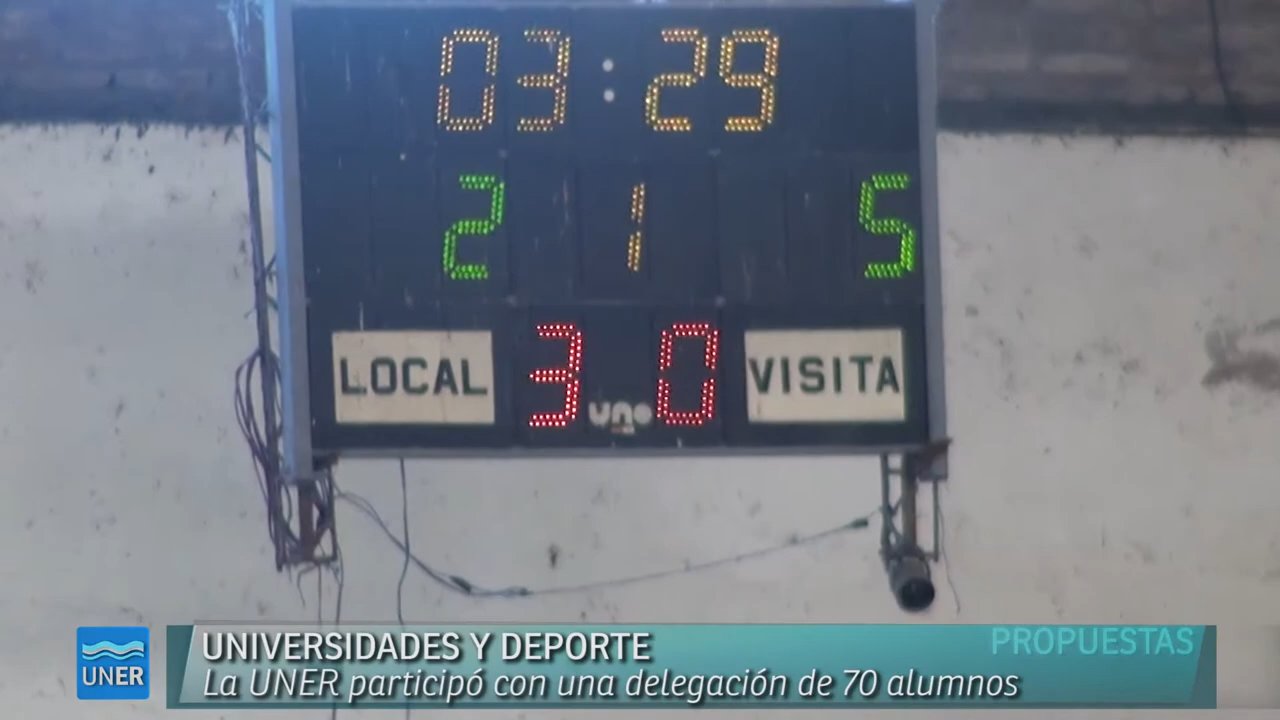 03:29
2 1 5
LOCAL 3 0 VISITA
uno
UNIVERSIDADES Y DEPORTE
PROPUESTAS
UNER
La UNER participó con una delegación de 70 alumnos